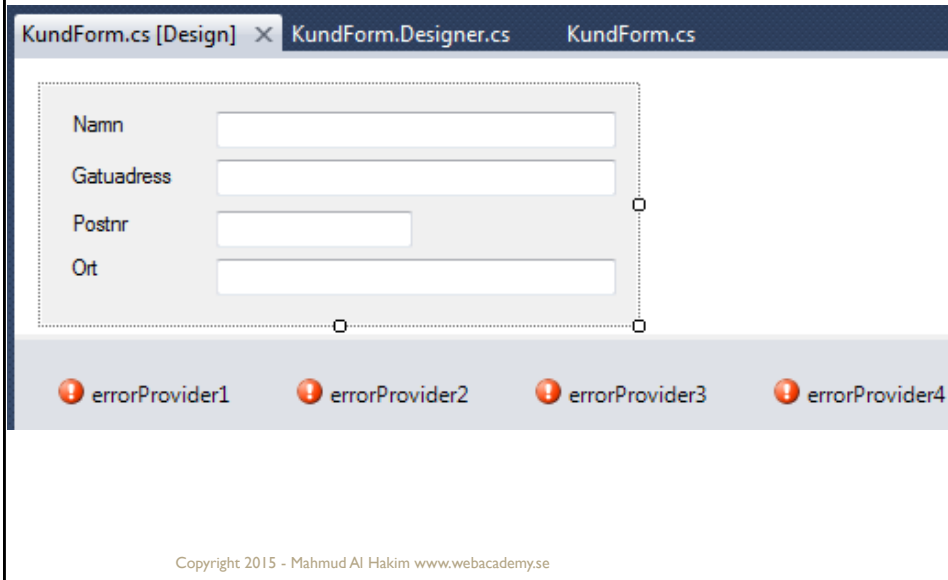 KundForm.cs [Design] KundForm.Designer.cs KundForm.cs
Namn
Gatuadress
Postnr
Ort
errorProvider1 errorProvider2 errorProvider3 errorProvider4
Copyright 2015 - Mahmud Al Hakim www.webacademy.se